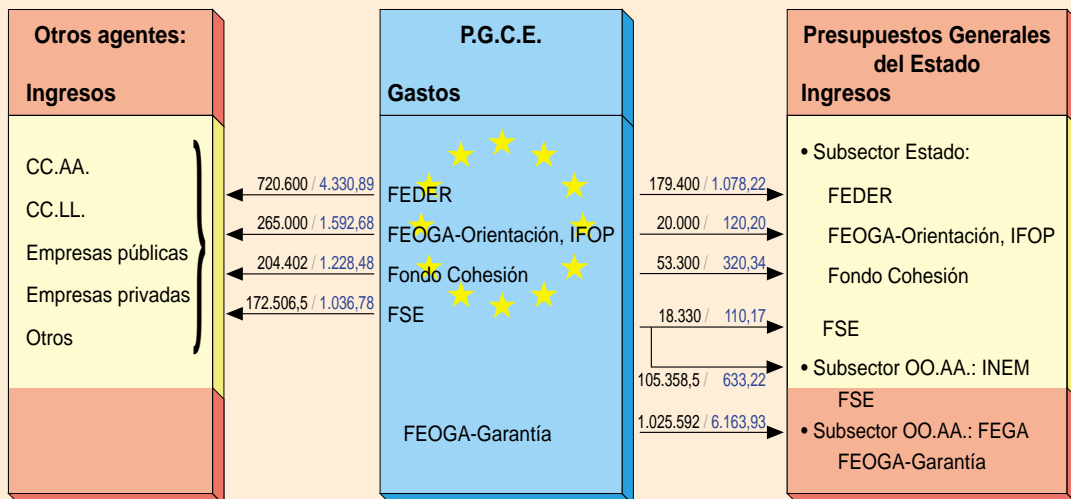 Otros agentes:
Ingresos
CC.AA.
CC.LL.
Empresas públicas
Empresas privadas
Otros
720.600 / 4.330,89
265.000 / 1.592,68
204.402 / 1.228,48
172.506,5 / 1.036,78
P.G.C.E.
Gastos
FEDER
FEOGA-Orientación, IFOP
Fondo Cohesión
FSE
FEOGA-Garantía
179.400 / 1.078,22
20.000 / 120,20
53.300 / 320,34
18.330 / 110,17
105.358,5 / 633,22
1.025.592 / 6.163,93
Presupuestos Generales
del Estado
Ingresos
• Subsector Estado:
FEDER
FEOGA-Orientación, IFOP
Fondo Cohesión
FSE
• Subsector OO.AA.: INEM
FSE
• Subsector OO.AA.: FEGA
FEOGA-Garantía